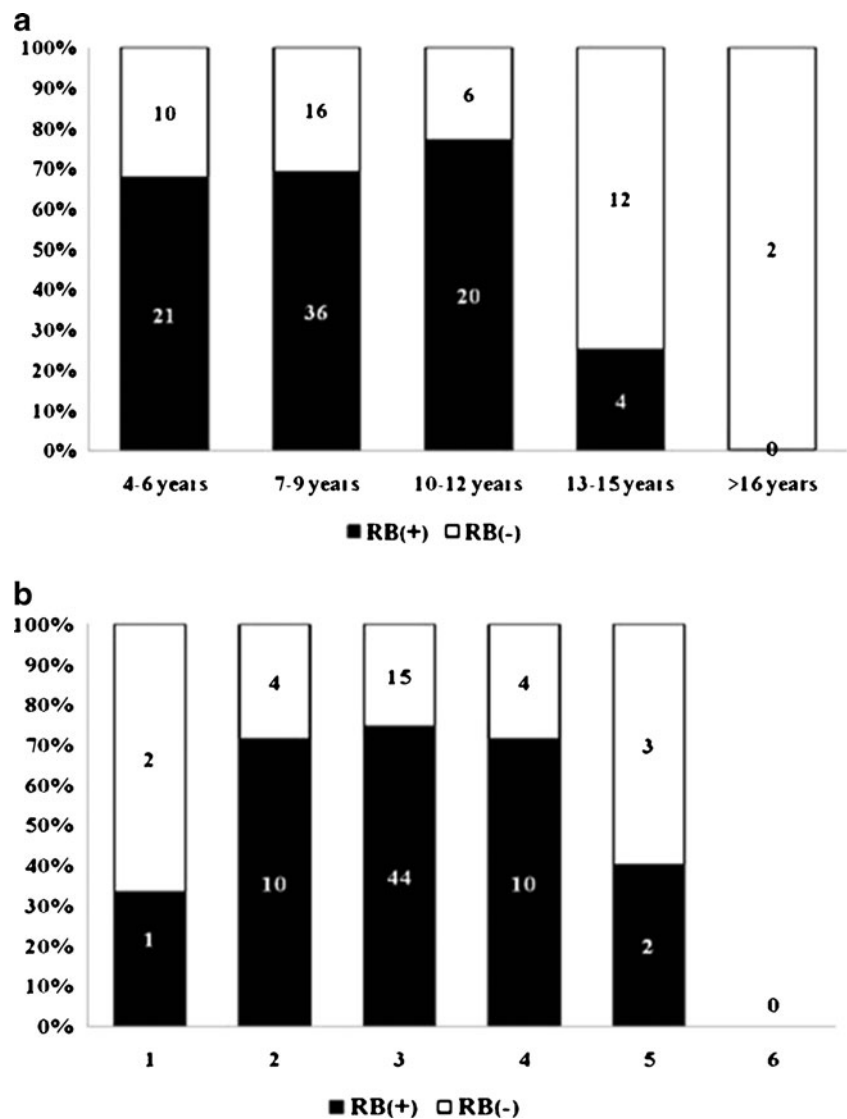 a
100%
90%
80%
70%
60%
50%
40%
30%
20%
10%
0%
10 16 6 12 2
21 36 20 4 0
4-6 years 7-9 years 10-12 years 13-15 years >16 years
RB(+) RB(-)
b
100%
90%
80%
70%
60%
50%
40%
30%
20%
10%
0%
2 4 15 4 3
1 10 44 10 2 0
1 2 3 4 5 6
RB(+) RB(-)